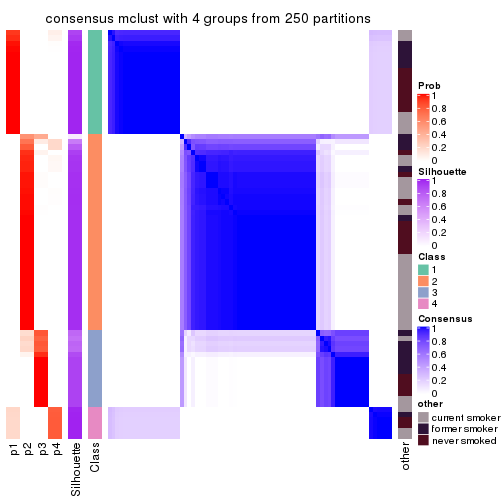 consensus mclust with 4 groups from 250 partitions
Prob
1
0.8
0.6
0.4
0.2
0
Silhouette
1
0.8
0.6
0.4
0.2
0
Class
1
2
3
4
Consensus
1
0.8
0.6
0.4
0.2
0
other
current smoker
former smoker
never smoked
p1
p2
p3
p4
Silhouette
Class
other